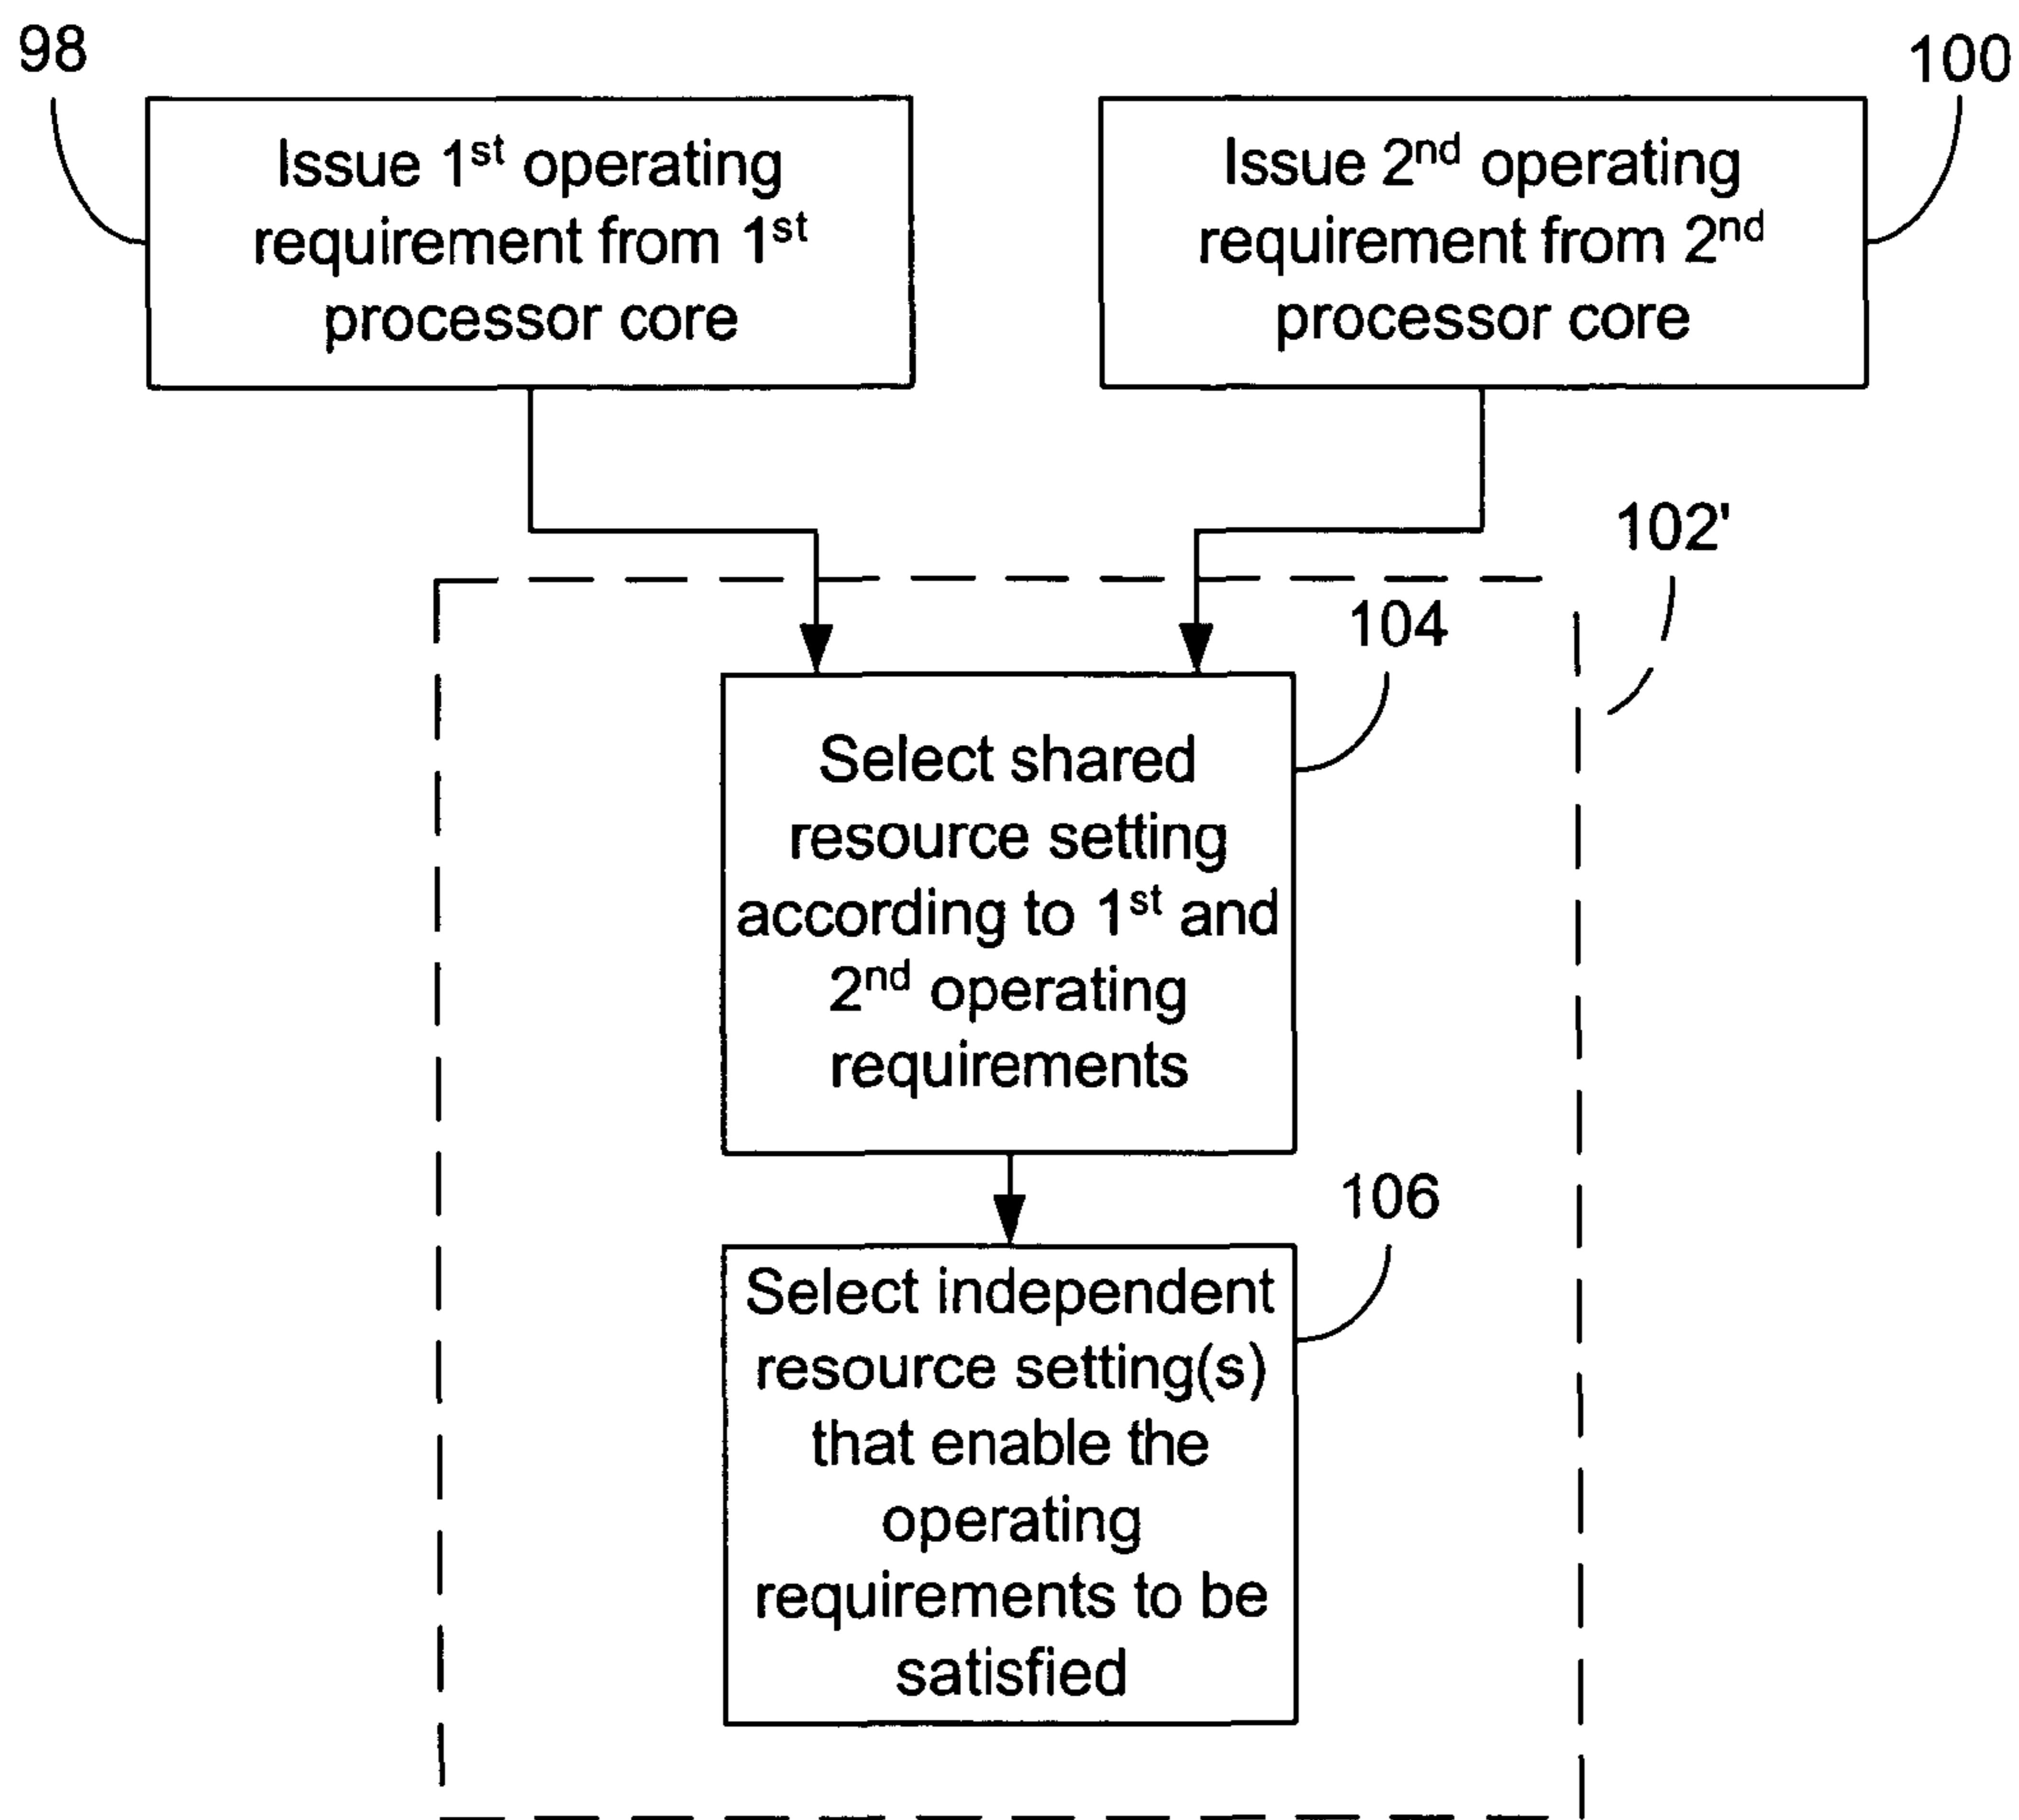 98
100
Issue 1st operating
requirement from 1st
processor core
Issue 2nd operating
requirement from 2nd
processor core
102'
104
Select shared
resource setting
according to 1st and
2nd operating
requirements
106
Select independent
resource setting(s)
that enable the
operating
requirements to be
satisfied